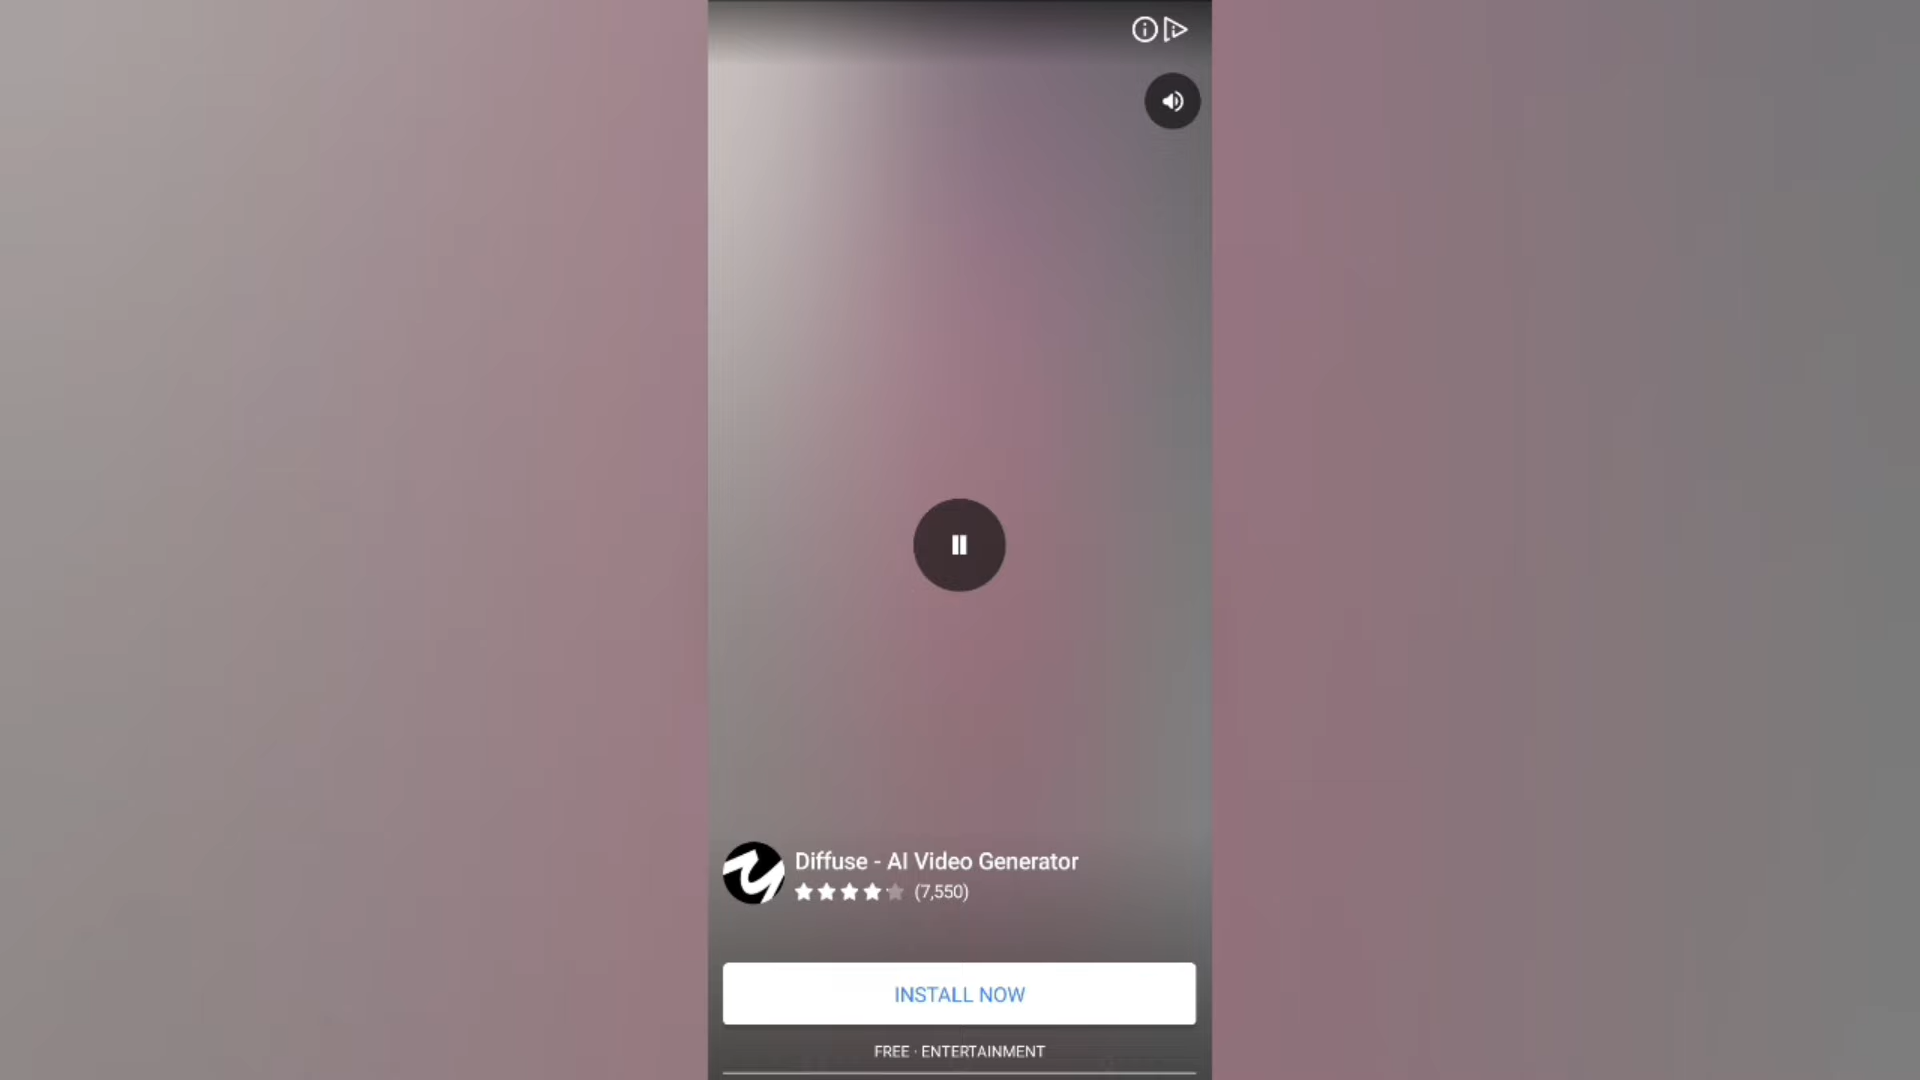 Diffuse - AI Video Generator
(7,550)
INSTALL NOW
FREE · ENTERTAINMENT